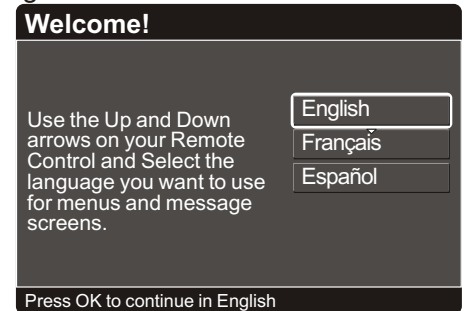 Welcome!
Use the Up and Down
arrows on your Remote
Control and Select the
language you want to use
for menus and message
screens.
English
Français
Español
Press OK to continue in English